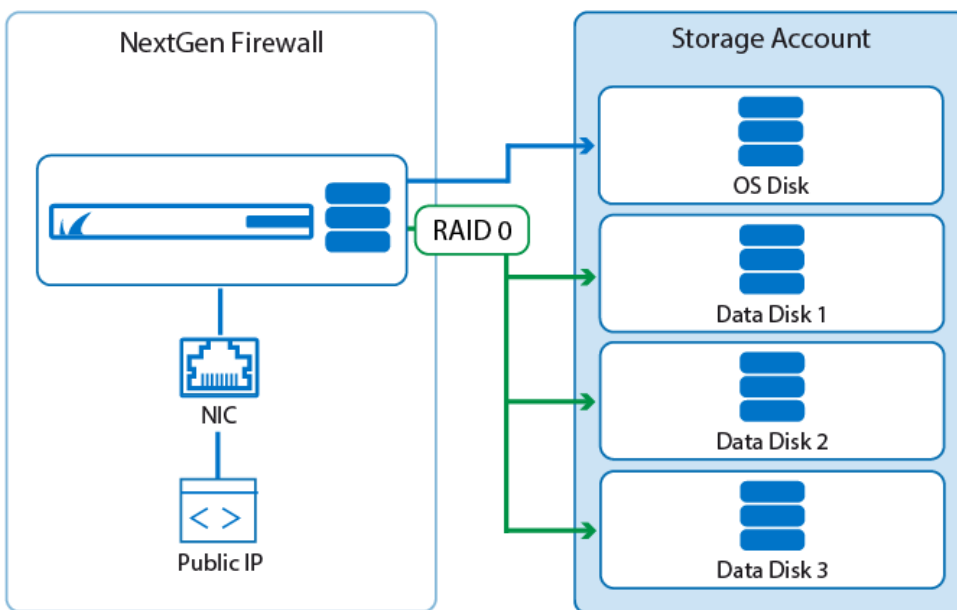 NextGen Firewall
Storage Account
OS Disk
RAID 0
Data Disk 1
NIC
Data Disk 2
< >
Public IP
Data Disk 3